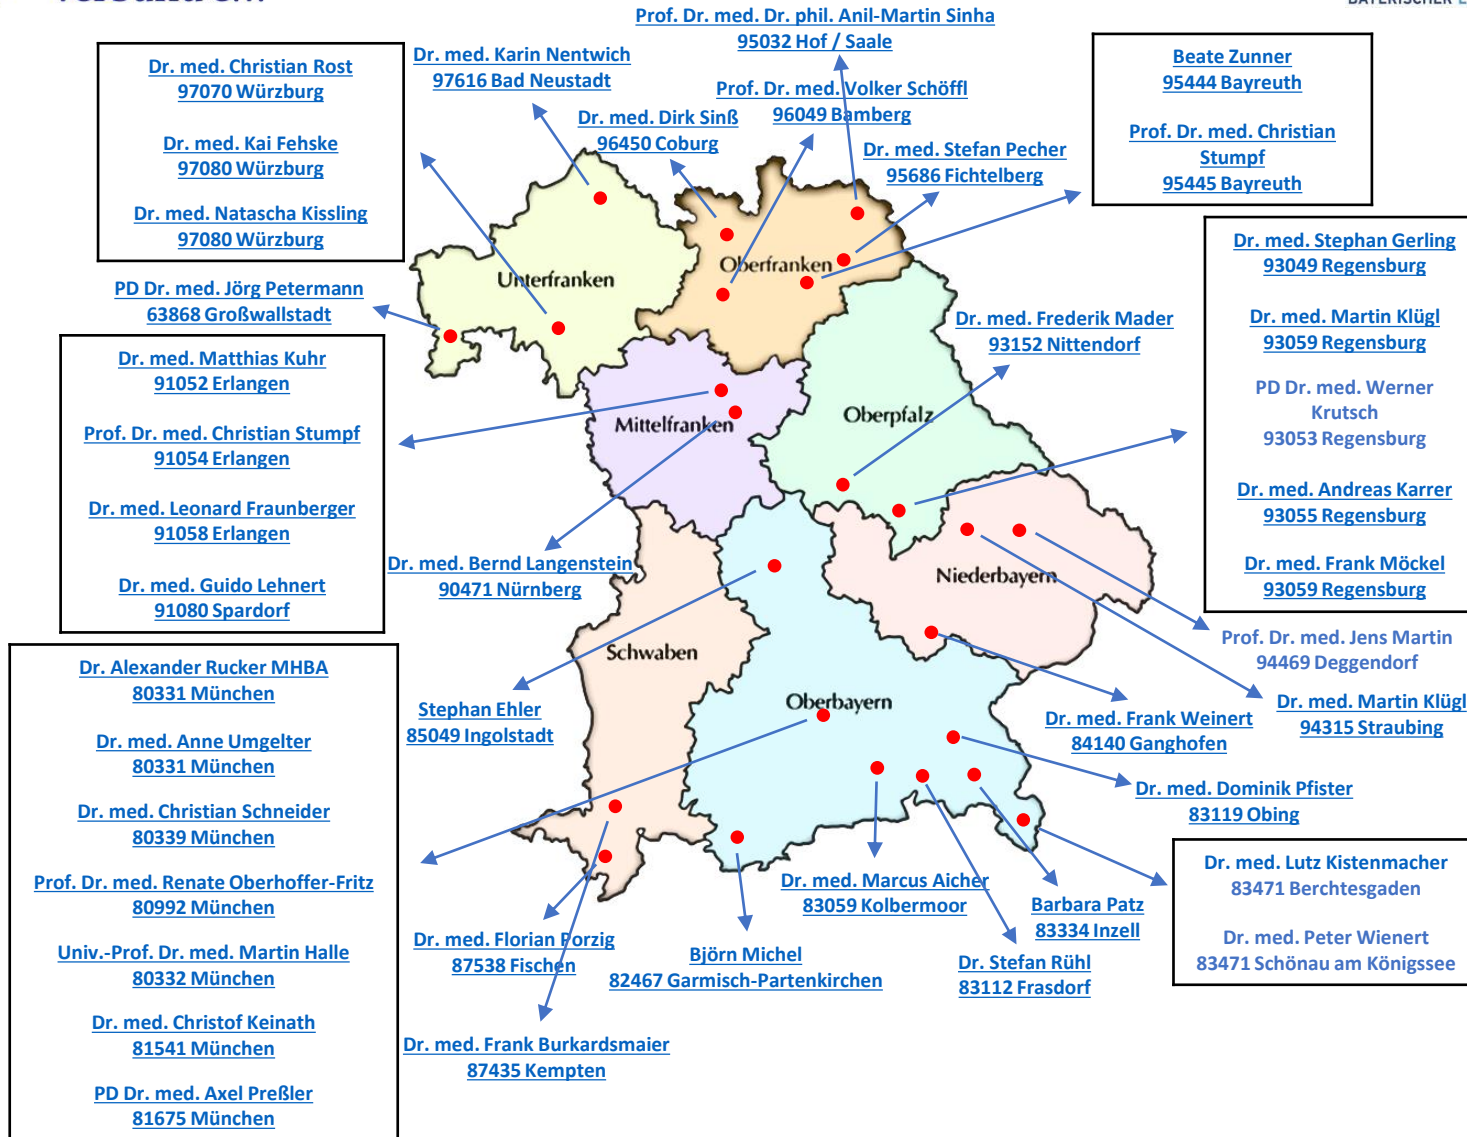 Prof. Dr. med. Dr. phil. Anil-Martin Sinha
95032 Hof / Saale
Dr. med. Karin Nentwich
97616 Bad Neustadt
Prof. Dr. med. Volker Schöffl
96049 Bamberg
Dr. med. Dirk Sinß
96450 Coburg
Dr. med. Stefan Pecher
95686 Fichtelberg
Dr. med. Christian Rost
97070 Würzburg
Dr. med. Kai Fehske
97080 Würzburg
Dr. med. Natascha Kissling
97080 Würzburg
Beate Zunner
95444 Bayreuth
Prof. Dr. med. Christian
Stumpf
95445 Bayreuth
PD Dr. med. Jörg Petermann
63868 Großwallstadt
Unterfranken
Oberfranken
Dr. med. Frederik Mader
93152 Nittendorf
Dr. med. Stephan Gerling
93049 Regensburg
Dr. med. Martin Klügl
93059 Regensburg
PD Dr. med. Werner
Krutsch
93053 Regensburg
Dr. med. Andreas Karrer
93055 Regensburg
Dr. med. Frank Möckel
93059 Regensburg
Dr. med. Matthias Kuhr
91052 Erlangen
Prof. Dr. med. Christian Stumpf
91054 Erlangen
Dr. med. Leonard Fraunberger
91058 Erlangen
Dr. med. Guido Lehnert
91080 Spardorf
Mittelfranken
Oberpfalz
Dr. med. Bernd Langenstein
90471 Nürnberg
Niederbayern
Prof. Dr. med. Jens Martin
94469 Deggendorf
Dr. med. Martin Klügl
94315 Straubing
Dr. med. Frank Weinert
84140 Ganghofen
Schwaben
Oberbayern
Stephan Ehler
85049 Ingolstadt
Dr. Alexander Rucker MHBA
80331 München
Dr. med. Anne Umgelter
80331 München
Dr. med. Christian Schneider
80339 München
Prof. Dr. med. Renate Oberhoffer-Fritz
80992 München
Univ.-Prof. Dr. med. Martin Halle
80332 München
Dr. med. Christof Keinath
81541 München
PD Dr. med. Axel Preßler
81675 München
Dr. med. Dominik Pfister
83119 Obing
Dr. med. Lutz Kistenmacher
83471 Berchtesgaden
Dr. med. Peter Wienert
83471 Schönau am Königssee
Dr. med. Marcus Aicher
83059 Kolbermoor
Barbara Patz
83334 Inzell
Dr. Stefan Rühl
83112 Frasdorf
Björn Michel
82467 Garmisch-Partenkirchen
Dr. med. Florian Porzig
87538 Fischen
Dr. med. Frank Burkardsmaier
87435 Kempten